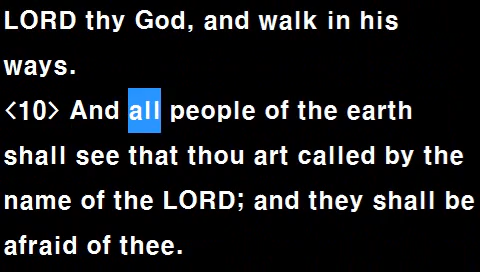 LORD thy God, and walk in his
ways.
<10> And all people of the earth
shall see that thou art called by the
name of the LORD; and they shall be
afraid of thee.